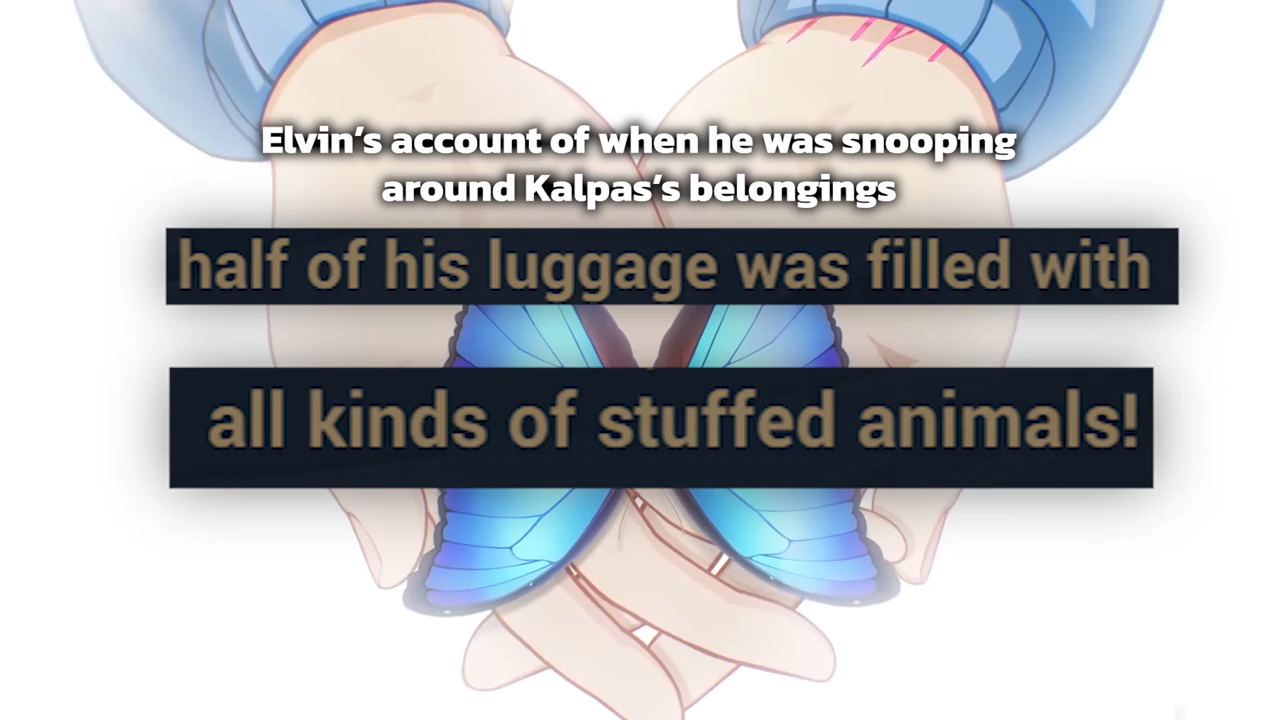 Elvin's account of when he was snooping
around Kalpas's belongings
half of his luggage was filled with
all kinds of stuffed animals!